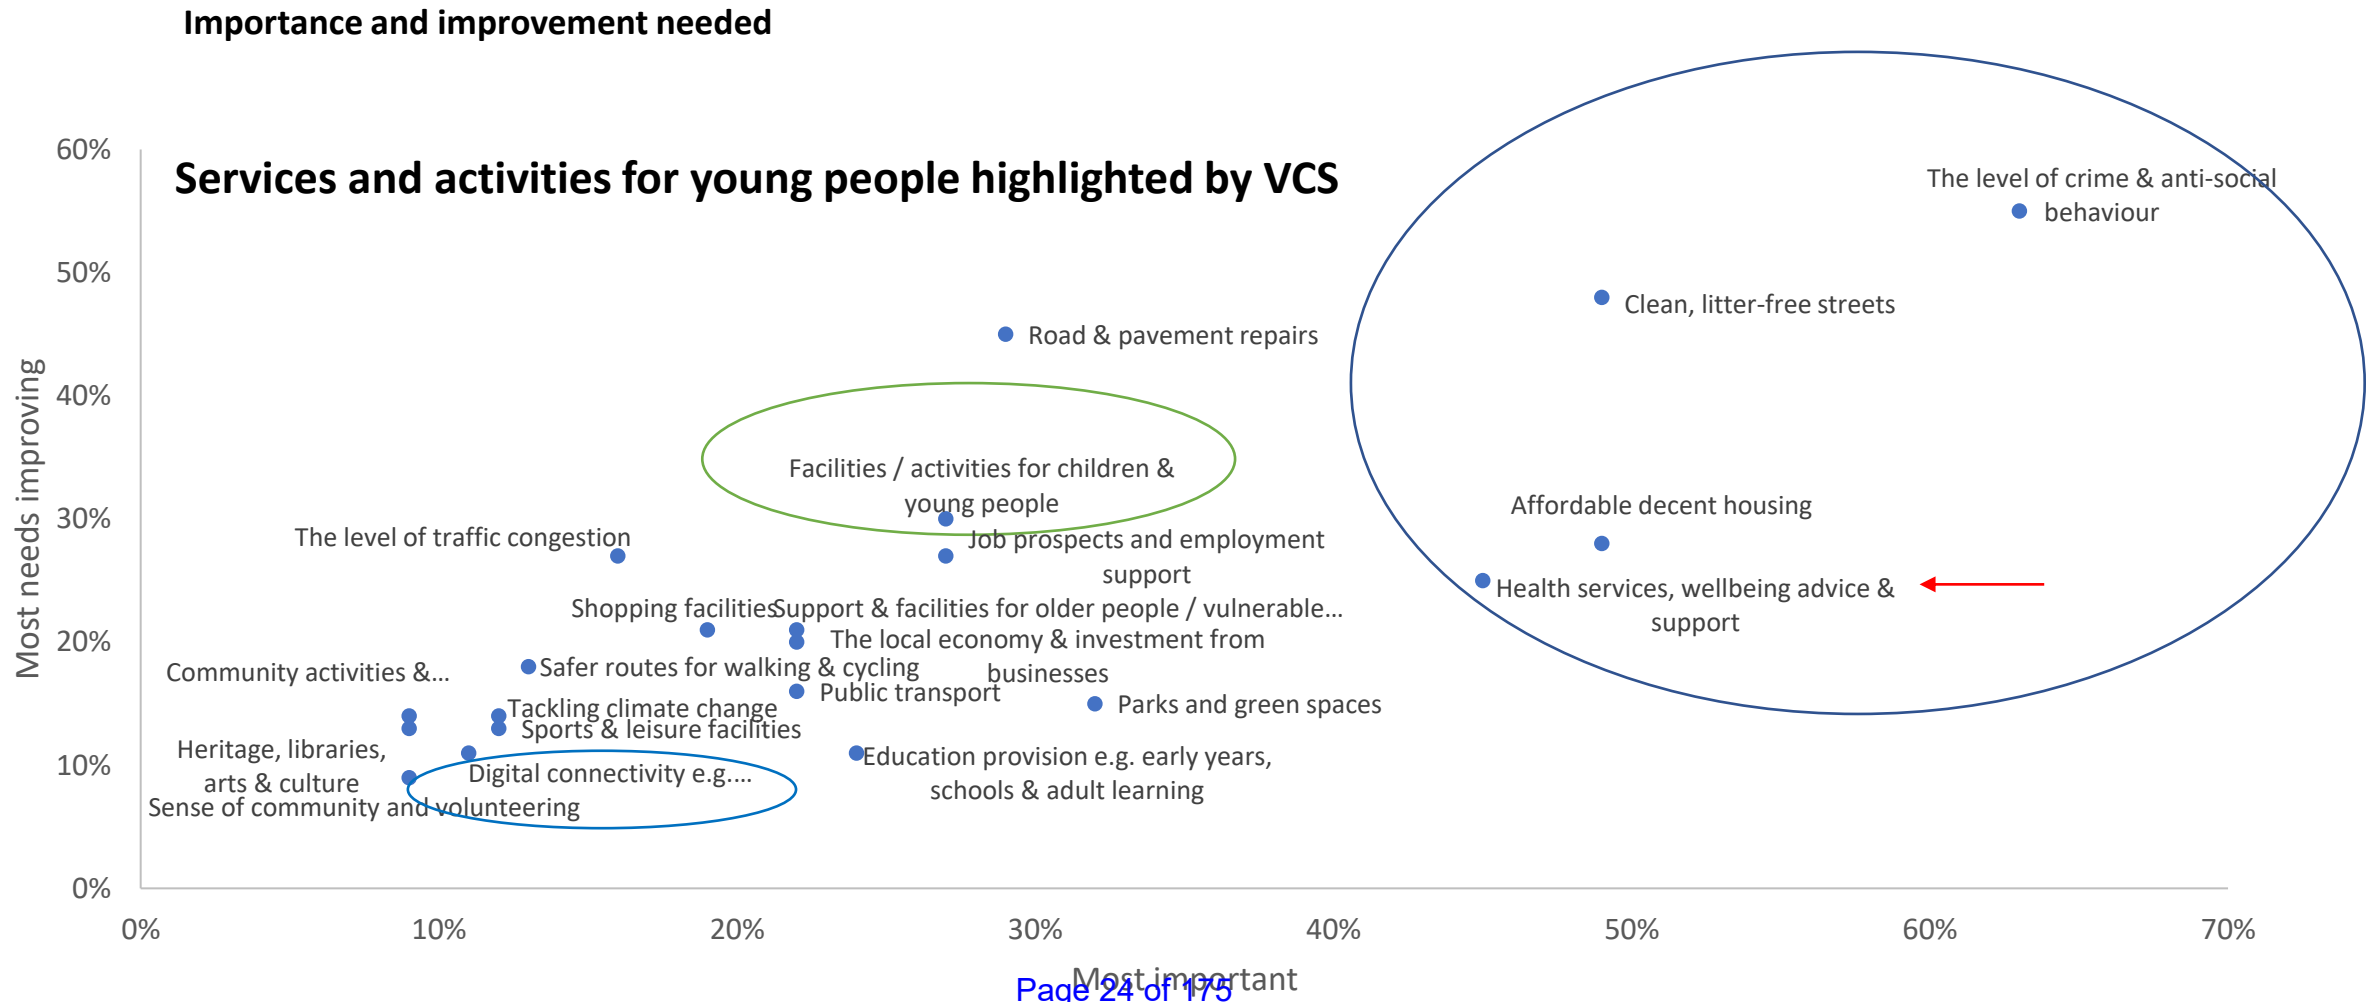 Importance and improvement needed
60%
Services and activities for young people highlighted by VCS
The level of crime & anti-social
behaviour
50%
Clean, litter-free streets
Road & pavement repairs
Most needs improving
40%
Facilities / activities for children &
young people
Affordable decent housing
30%
The level of traffic congestion
Job prospects and employment
support
Health services, wellbeing advice &
support
Shopping facilities
Support & facilities for older people / vulnerable...
The local economy & investment from
businesses
20%
Community activities &...
Safer routes for walking & cycling
Public transport
Parks and green spaces
Tackling climate change
Sports & leisure facilities
Heritage, libraries,
arts & culture
10%
Digital connectivity e.g....
Education provision e.g. early years,
schools & adult learning
Sense of community and volunteering
0%
0%
10%
20%
30%
40%
50%
60%
70%
Most important
Page 24 of 175